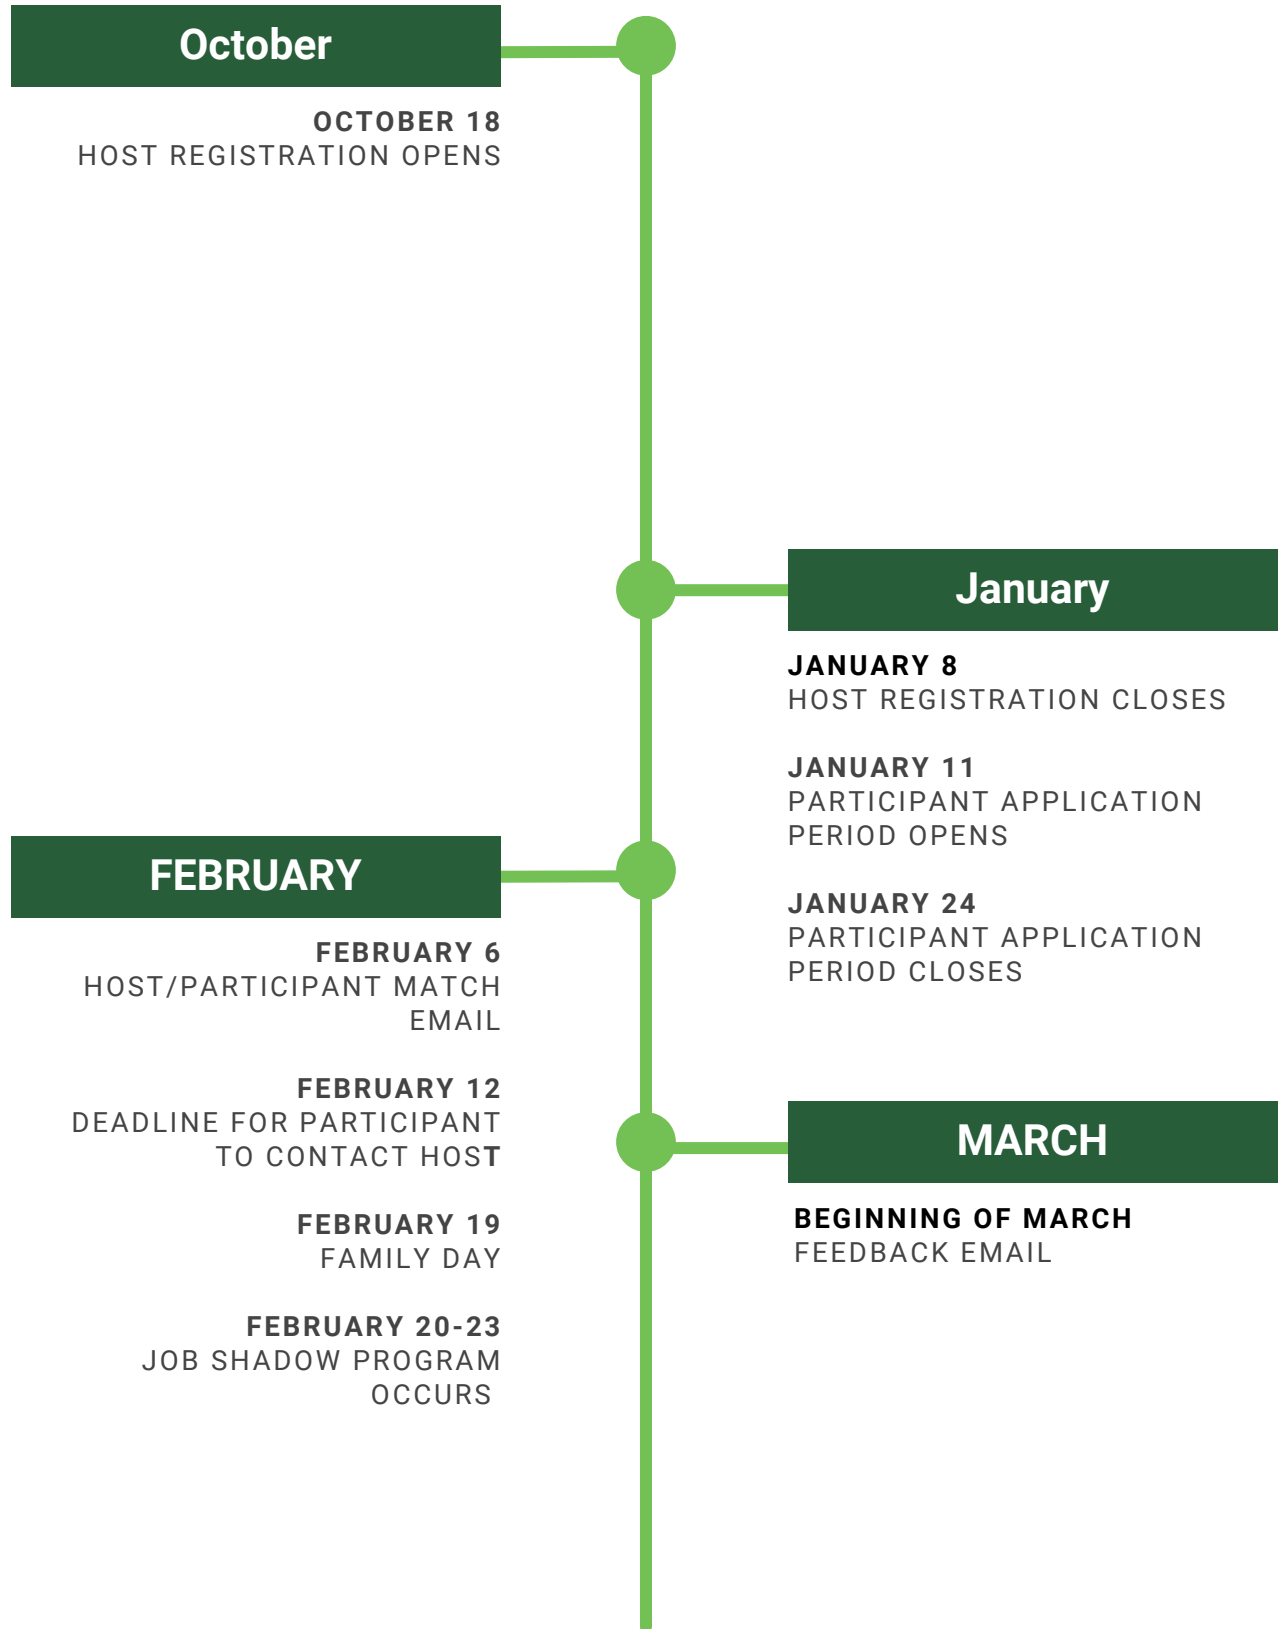 October
OCTOBER 18
HOST REGISTRATION OPENS
January
JANUARY 8
HOST REGISTRATION CLOSES
JANUARY 11
PARTICIPANT APPLICATION
PERIOD OPENS
JANUARY 24
PARTICIPANT APPLICATION
PERIOD CLOSES
FEBRUARY
FEBRUARY 6
HOST/PARTICIPANT MATCH
EMAIL
FEBRUARY 12
DEADLINE FOR PARTICIPANT
TO CONTACT HOST
FEBRUARY 19
FAMILY DAY
FEBRUARY 20-23
JOB SHADOW PROGRAM
OCCURS
MARCH
BEGINNING OF MARCH
FEEDBACK EMAIL